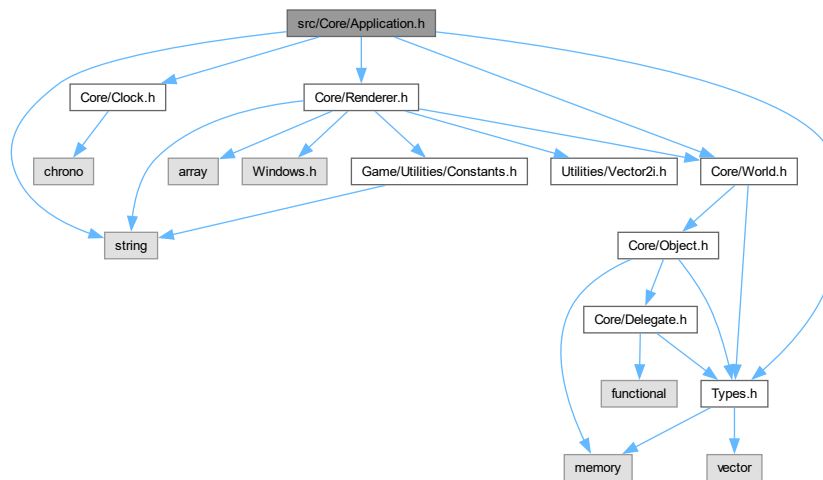 src/Core/Application.h
Core/Clock.h
Core/Renderer.h
chrono
array
Windows.h
Game/Utilities/Constants.h
Utilities/Vector2i.h
Core/World.h
string
Core/Object.h
Core/Delegate.h
functional
Types.h
memory
vector